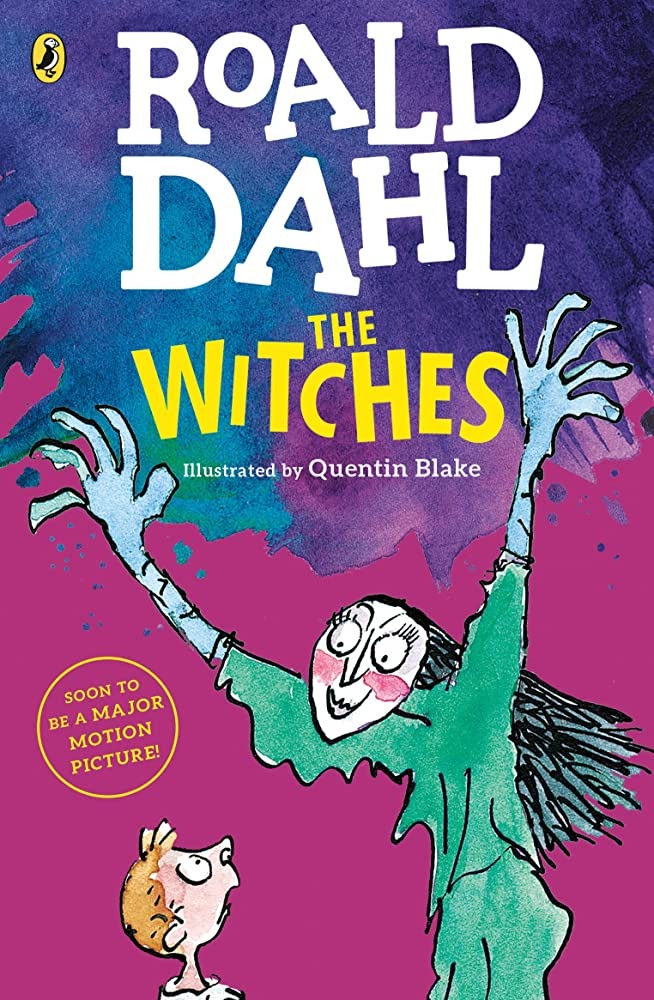 ROALD
DAHL
THE
WITCHES
Illustrated by Quentin Blake
SOON TO
BE A MAJOR
MOTION
PICTURE!